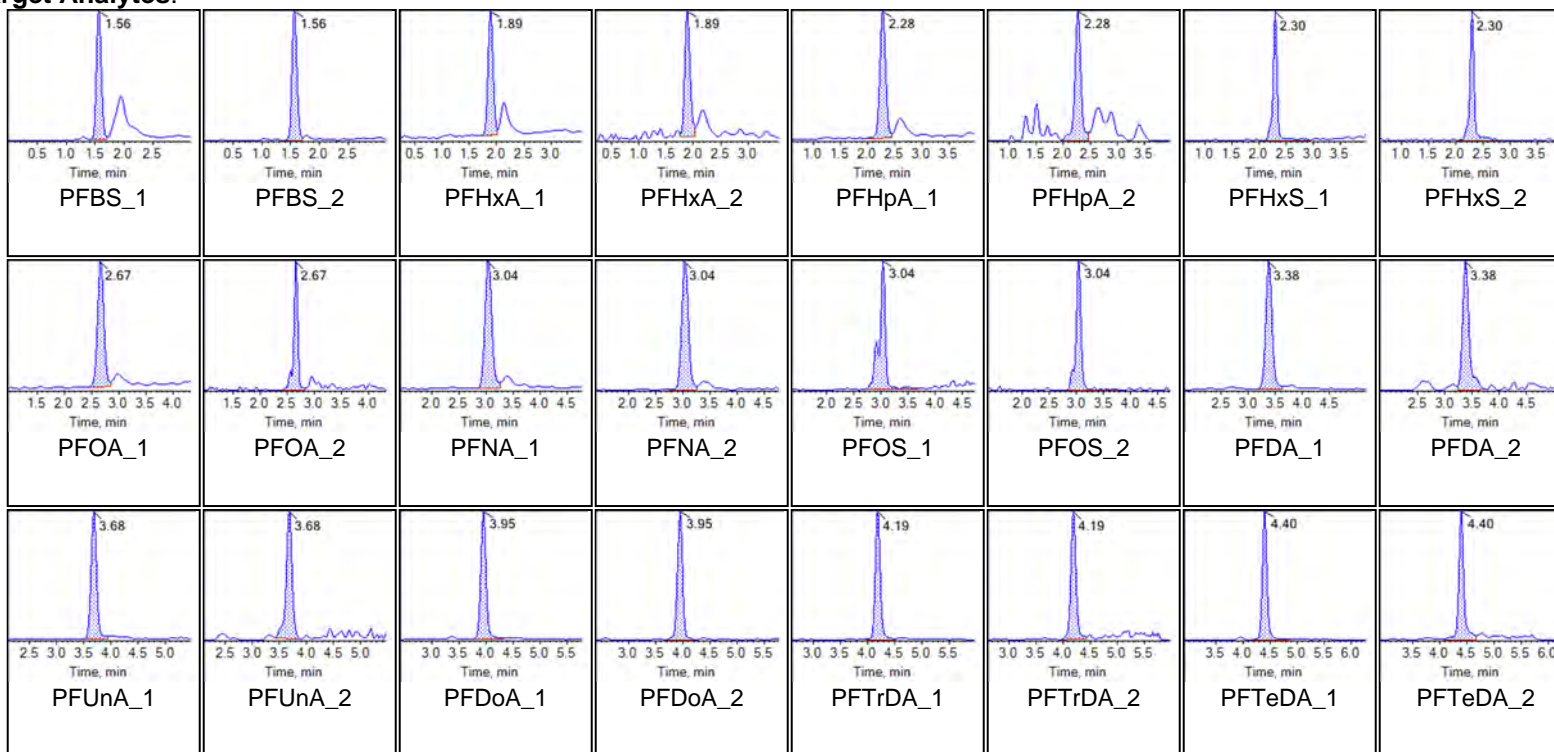 arget Analytes:
1.56 1.56 1.89 1.89 2.28 2.28 2.30 2.30
0.5 1.0 1.5 2.0 2.5 0.5 1.0 1.5 2.0 2.5 0.5 1.0 1.5 2.0 2.5 3.0 0.5 1.0 1.5 2.0 2.5 3.0 1.0 1.5 2.0 2.5 3.0 3.5 1.0 1.5 2.0 2.5 3.0 3.5 1.0 1.5 2.0 2.5 3.0 3.5 1.0 1.5 2.0 2.5 3.0 3.5
Time, min Time, min Time, min Time, min Time, min Time, min Time, min Time, min
PFBS_1 PFBS_2 PFHxA_1 PFHxA_2 PFHpA_1 PFHpA_2 PFHxS_1 PFHxS_2
2.67 2.67 3.04 3.04 3.04 3.04 3.38 3.38
1.5 2.0 2.5 3.0 3.5 4.0 1.5 2.0 2.5 3.0 3.5 4.0 2.0 2.5 3.0 3.5 4.0 4.5 2.0 2.5 3.0 3.5 4.0 4.5 2.0 2.5 3.0 3.5 4.0 4.5 2.0 2.5 3.0 3.5 4.0 4.5 2.5 3.0 3.5 4.0 4.5 2.5 3.0 3.5 4.0 4.5
Time, min Time, min Time, min Time, min Time, min Time, min Time, min Time, min
PFOA_1 PFOA_2 PFNA_1 PFNA_2 PFOS_1 PFOS_2 PFDA_1 PFDA_2
3.68 3.68 3.95 3.95 4.19 4.19 4.40 4.40
2.5 3.0 3.5 4.0 4.5 5.0 2.5 3.0 3.5 4.0 4.5 5.0 3.0 3.5 4.0 4.5 5.0 5.5 3.0 3.5 4.0 4.5 5.0 5.5 3.0 3.5 4.0 4.5 5.0 5.5 3.0 3.5 4.0 4.5 5.0 5.5 3.5 4.0 4.5 5.0 5.5 6.0 3.5 4.0 4.5 5.0 5.5 6.0
Time, min Time, min Time, min Time, min Time, min Time, min Time, min Time, min
PFUnA_1 PFUnA_2 PFDoA_1 PFDoA_2 PFTrDA_1 PFTrDA_2 PFTeDA_1 PFTeDA_2